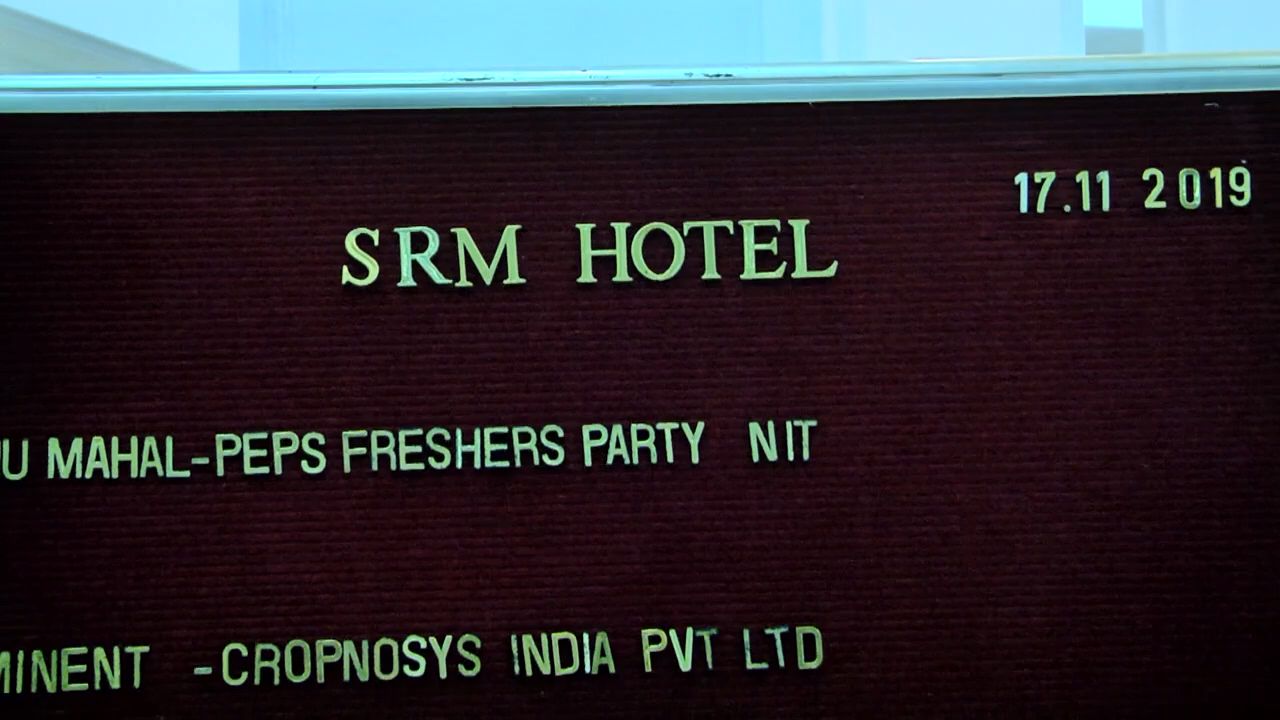 17.11 2019
SRM HOTEL
U MAHAL-PEPS FRESHERS PARTY NIT
MINENT -CROPNOSYS INDIA PVT LTD